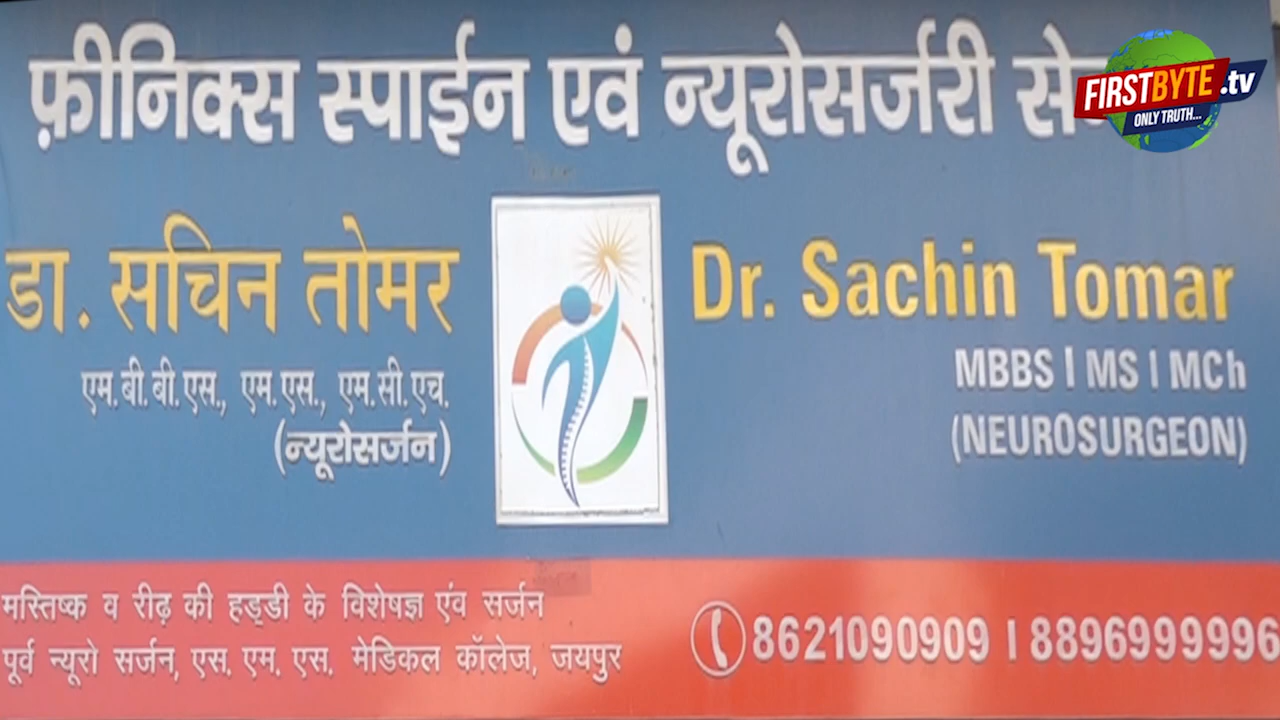 फ़ीनिक्स स्पाईन एवं न्यूरोसर्जरी
FIRSTBYTE.tv
ONLY TRUTH...
डा. सचिन तोमर
एम.बी.बी.एस., एम.एस., एम.सी.एच.
(न्यूरोसर्जन)
Dr. Sachin Tomar
MBBS | MS | MCh
(NEUROSURGEON)
मस्तिष्क व रीढ़ की हड्डी के विशेषज्ञ एंव सर्जन
पूर्व न्यूरो सर्जन, एस. एम. एस. मेडिकल कॉलेज, जयपुर
8621090909 | 8896999996